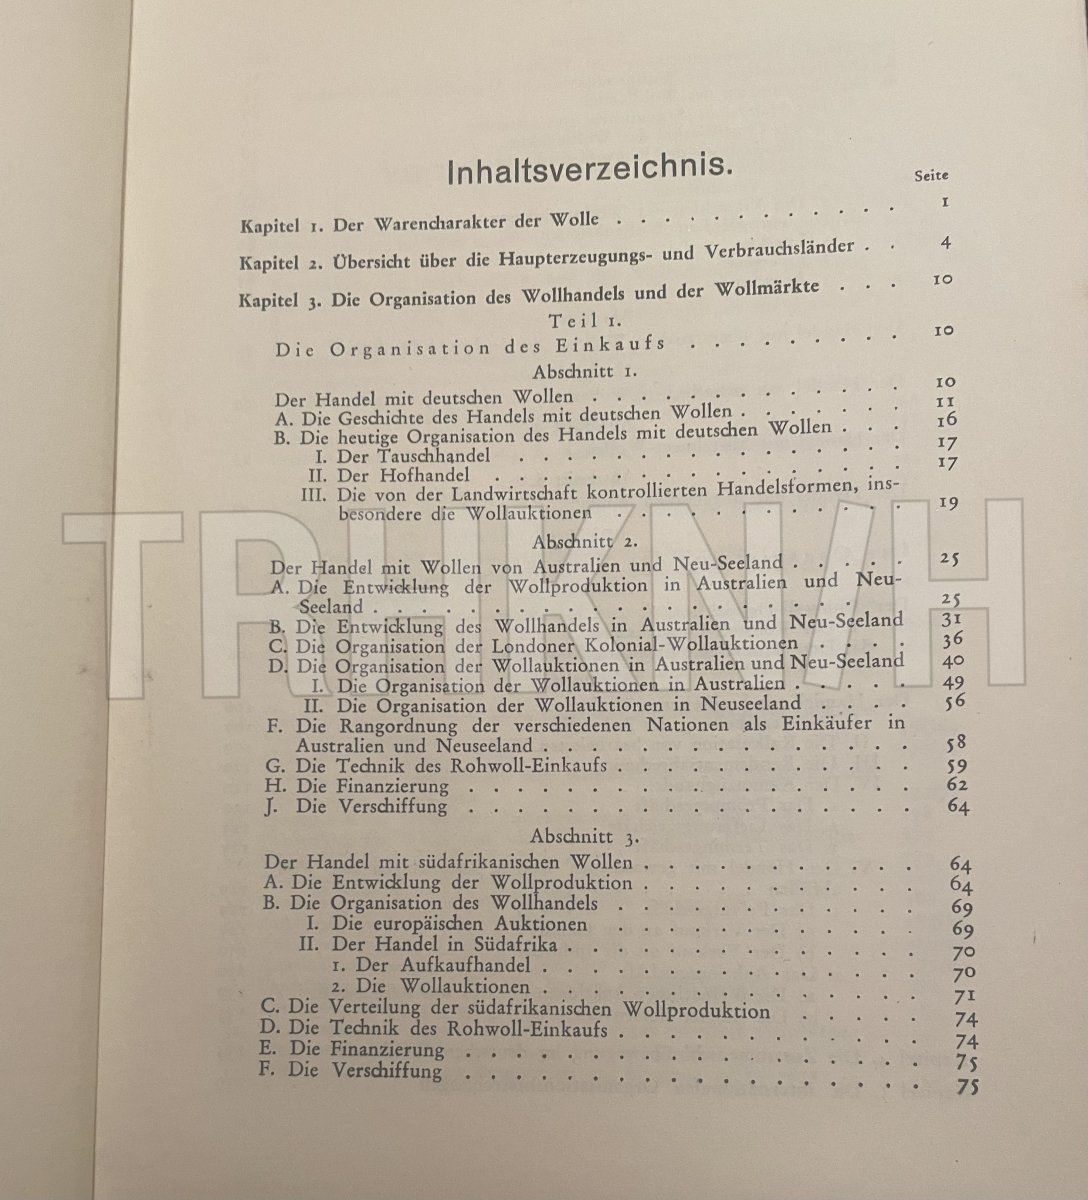 Inhaltsverzeichnis.
Seite
Kapitel 1. Der Warencharakter der Wolle . . . . . . . . . . . . 1
Kapitel 2. Übersicht über die Haupterzeugungs- und Verbrauchsländer . . 4
Kapitel 3. Die Organisation des Wollhandels und der Wollmärkte . . . 10
Teil 1.
Die Organisation des Einkaufs . . . . . . . . . 10
Abschnitt 1.
Der Handel mit deutschen Wollen . . . . . . . . . . . . . 10
A. Die Geschichte des Handels mit deutschen Wollen . . . . . . . 11
B. Die heutige Organisation des Handels mit deutschen Wollen . . . 16
I. Der Tauschhandel . . . . . . . . . . . . . . . . 17
II. Der Hofhandel . . . . . . . . . . . . . . . . . 17
III. Die von der Landwirtschaft kontrollierten Handelsformen, ins-
besondere die Wollauktionen . . . . . . . . . . . . 19
Abschnitt 2.
Der Handel mit Wollen von Australien und Neu-Seeland . . . . . 25
A. Die Entwicklung der Wollproduktion in Australien und Neu-
Seeland . . . . . . . . . . . . . . . . . . . . 25
B. Die Entwicklung des Wollhandels in Australien und Neu-Seeland 31
C. Die Organisation der Londoner Kolonial-Wollauktionen . . . . 36
D. Die Organisation der Wollauktionen in Australien und Neu-Seeland 40
I. Die Organisation der Wollauktionen in Australien . . . . . 49
II. Die Organisation der Wollauktionen in Neuseeland . . . . 56
F. Die Rangordnung der verschiedenen Nationen als Einkäufer in
Australien und Neuseeland . . . . . . . . . . . . . . . 58
G. Die Technik des Rohwoll-Einkaufs . . . . . . . . . . . . 59
H. Die Finanzierung . . . . . . . . . . . . . . . . . . 62
J. Die Verschiffung . . . . . . . . . . . . . . . . . . 64
Abschnitt 3.
Der Handel mit südafrikanischen Wollen . . . . . . . . . . . 64
A. Die Entwicklung der Wollproduktion . . . . . . . . . . . 64
B. Die Organisation des Wollhandels . . . . . . . . . . . . 69
I. Die europäischen Auktionen . . . . . . . . . . . . 69
II. Der Handel in Südafrika . . . . . . . . . . . . . . 70
1. Der Aufkaufhandel . . . . . . . . . . . . . . . 70
2. Die Wollauktionen . . . . . . . . . . . . . . . 71
C. Die Verteilung der südafrikanischen Wollproduktion . . . . . 74
D. Die Technik des Rohwoll-Einkaufs . . . . . . . . . . . . 74
E. Die Finanzierung . . . . . . . . . . . . . . . . . . 75
F. Die Verschiffung . . . . . . . . . . . . . . . . . . 75
TRHKN/H